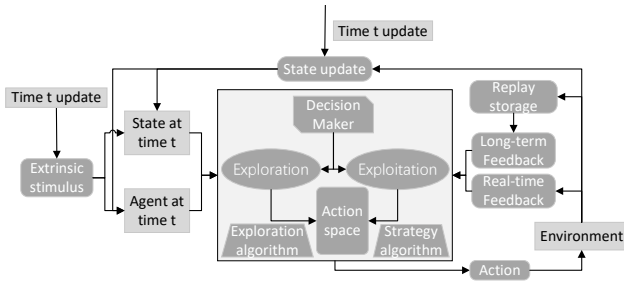 Time t update
State update
Time t update
Extrinsic
stimulus
State at
time t
Agent at
time t
Decision
Maker
Exploration
Exploitation
Action
space
Exploration
algorithm
Strategy
algorithm
Replay
storage
Long-term
Feedback
Real-time
Feedback
Environment
Action